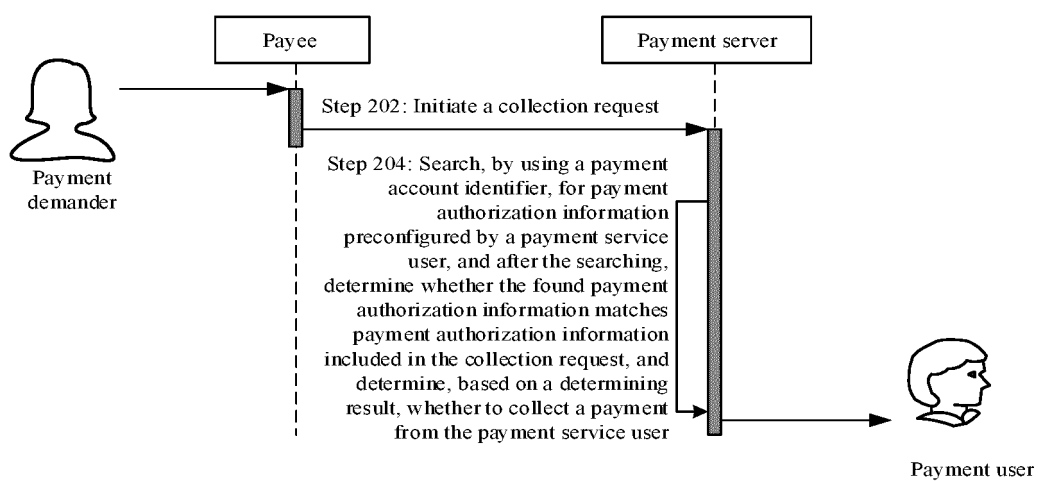 Payee
Payment server
Step 202: Initiate a collection request
Step 204: Search, by using a payment
account identifier, for payment
authorization information
preconfigured by a payment service
user, and after the searching,
determine whether the found payment
authorization information matches
payment authorization information
included in the collection request, and
determine, based on a determining
result, whether to collect a payment
from the payment service user
Payment
demander
Payment user